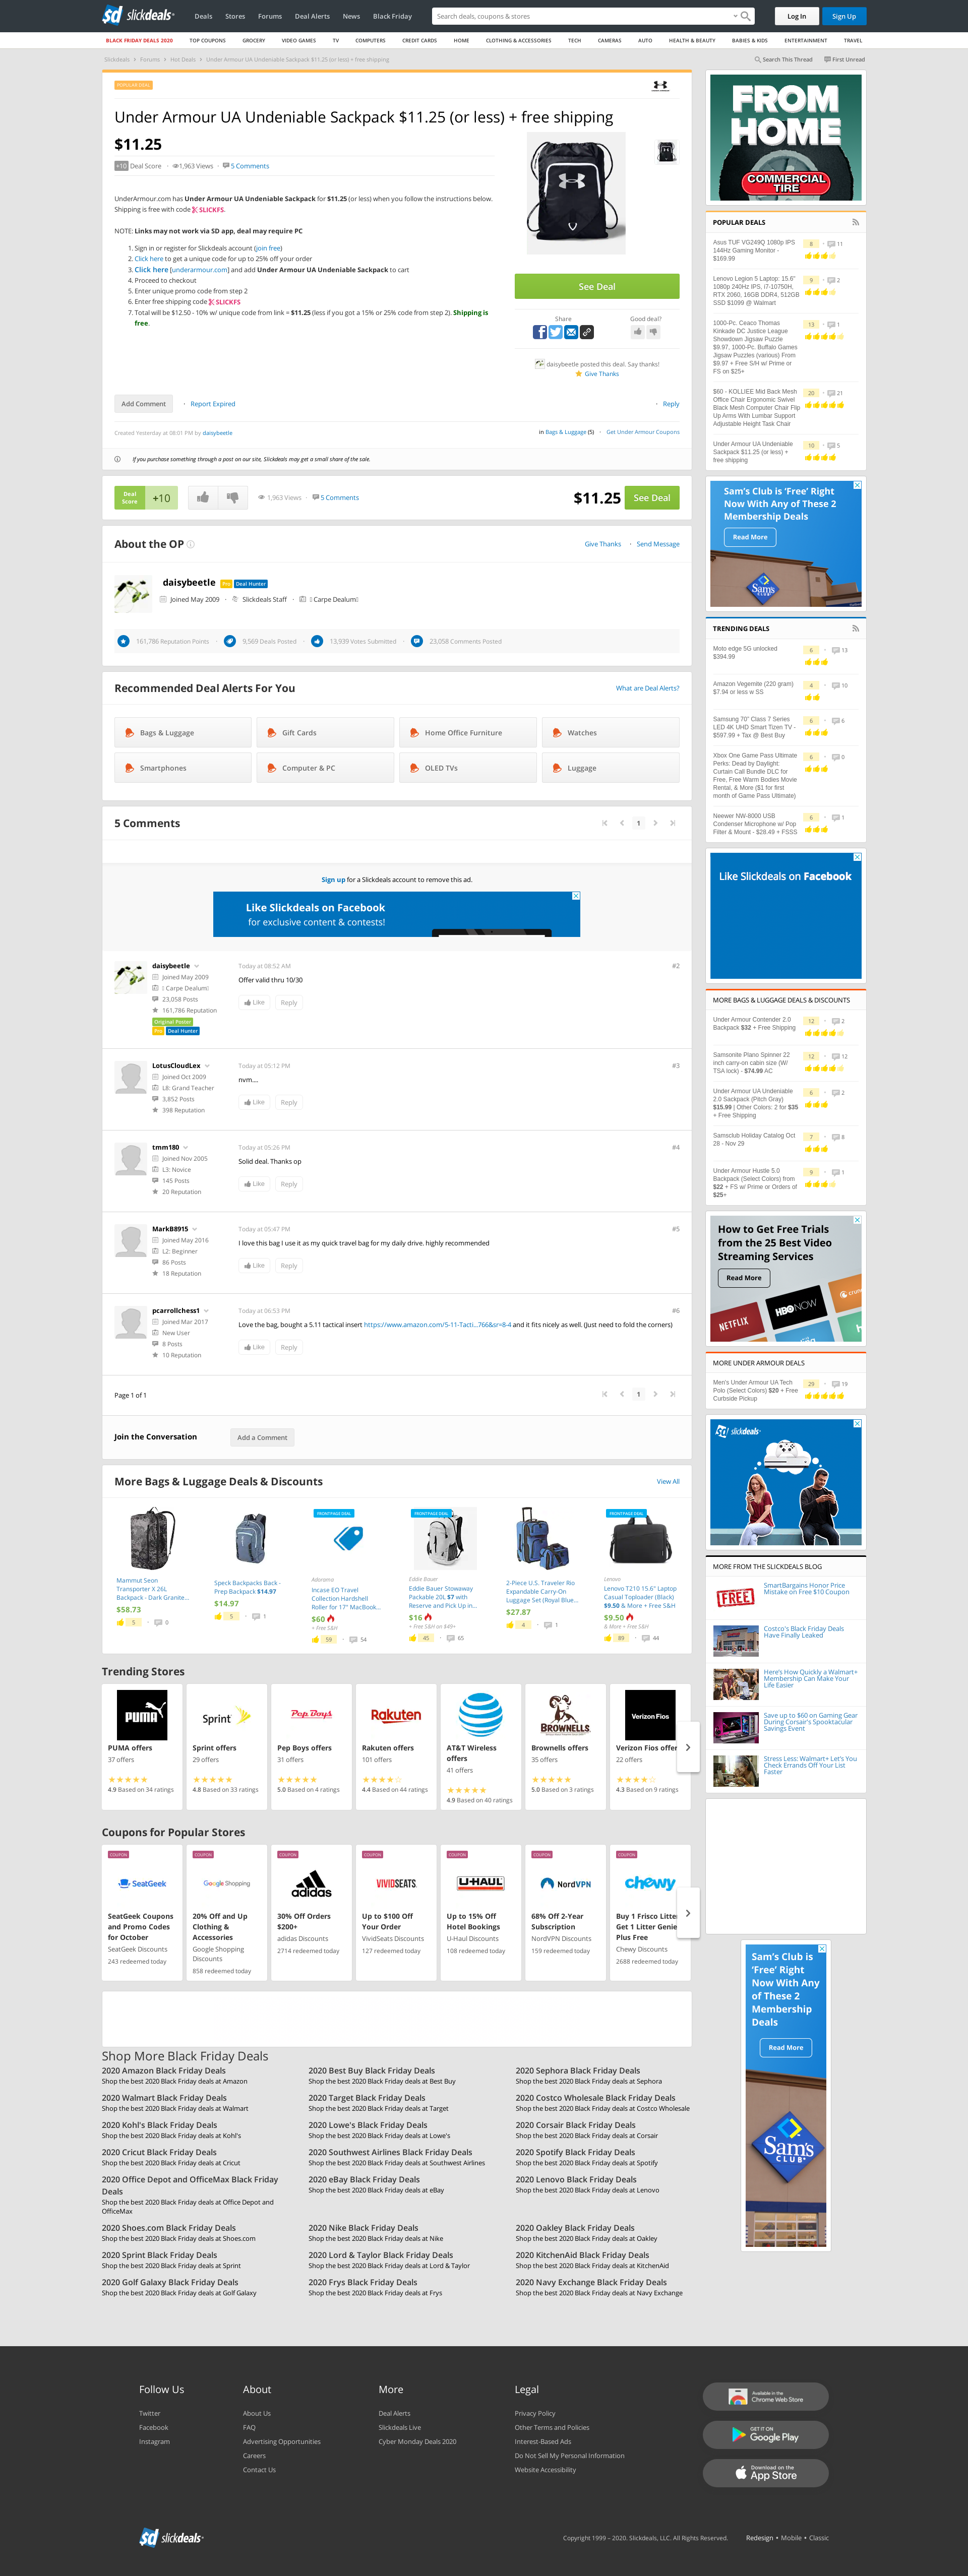 slickdeals
Deals Stores Forums Deal Alerts News Black Friday
Search deals, coupons & stores
Log In Sign Up
BLACK FRIDAY DEALS 2020 TOP COUPONS GROCERY VIDEO GAMES TV COMPUTERS CREDIT CARDS HOME CLOTHING & ACCESSORIES TECH CAMERAS AUTO HEALTH & BEAUTY BABIES & KIDS ENTERTAINMENT TRAVEL
Slickdeals Forums Hot Deals Under Armour UA Undeniable Sackpack $11.25 (or less) + free shipping
Search This Thread First Unread
POPULAR DEAL
Under Armour UA Undeniable Sackpack $11.25 (or less) + free shipping
$11.25
+10 Deal Score 1,963 Views 5 Comments
UnderArmour.com has Under Armour UA Undeniable Sackpack for $11.25 (or less) when you follow the instructions below.
Shipping is free with code SLICKFS.
NOTE: Links may not work via SD app, deal may require PC
1. Sign in or register for Slickdeals account (join free)
2. Click here to get a unique code for up to 25% off your order
3. Click here [underarmour.com] and add Under Armour UA Undeniable Sackpack to cart
4. Proceed to checkout
5. Enter unique promo code from step 2
6. Enter free shipping code SLICKFS
7. Total will be $12.50 - 10% w/ unique code from link = $11.25 (less if you got a 15% or 25% code from step 2). Shipping is
free.
See Deal
Share Good deal?
daisybeetle posted this deal. Say thanks!
Give Thanks
Add Comment Report Expired Reply
Created Yesterday at 08:01 PM by daisybeetle
in Bags & Luggage (5) Get Under Armour Coupons
If you purchase something through a post on our site, Slickdeals may get a small share of the sale.
Deal
Score
+10
1,963 Views 5 Comments
$11.25 See Deal
About the OP
Give Thanks Send Message
daisybeetle Pro Deal Hunter
Joined May 2009 Slickdeals Staff Carpe Dealum
161,786 Reputation Points 9,569 Deals Posted 13,939 Votes Submitted 23,058 Comments Posted
Recommended Deal Alerts For You
What are Deal Alerts?
Bags & Luggage Gift Cards Home Office Furniture Watches
Smartphones Computer & PC OLED TVs Luggage
5 Comments
1
Sign up for a Slickdeals account to remove this ad.
Like Slickdeals on Facebook
for exclusive content & contests!
daisybeetle
Joined May 2009
Carpe Dealum
23,058 Posts
161,786 Reputation
Original Poster
Pro Deal Hunter
Today at 08:52 AM #2
Offer valid thru 10/30
Like Reply
LotusCloudLex
Joined Oct 2009
L8: Grand Teacher
3,852 Posts
398 Reputation
Today at 05:12 PM #3
nvm....
Like Reply
tmm180
Joined Nov 2005
L3: Novice
145 Posts
20 Reputation
Today at 05:26 PM #4
Solid deal. Thanks op
Like Reply
MarkB8915
Joined May 2016
L2: Beginner
86 Posts
18 Reputation
Today at 05:47 PM #5
I love this bag I use it as my quick travel bag for my daily drive, highly recommended
Like Reply
pcarrollchess1
Joined Mar 2017
New User
8 Posts
10 Reputation
Today at 06:53 PM #6
Love the bag, bought a 5.11 tactical insert https://www.amazon.com/5-11-Tacti...766&sr=8-4 and it fits nicely as well. (Just need to fold the corners)
Like Reply
Page 1 of 1
1
Join the Conversation
Add a Comment
More Bags & Luggage Deals & Discounts
View All
Mammut Seon
Transporter X 26L
Backpack - Dark Granite...
$58.73
5 0
Speck Backpacks Back -
Prep Backpack $14.97
$14.97
5 1
FRONTPAGE DEAL
Adorama
Incase EO Travel
Collection Hardshell
Roller for 17" MacBook...
$60
+ Free S&H
59 54
FRONTPAGE DEAL
Eddie Bauer
Eddie Bauer Stowaway
Packable 20L $7 with
Reserve and Pick Up in...
$16
+ Free S&H on $49+
45 65
2-Piece U.S. Traveler Rio
Expandable Carry-On
Luggage Set (Royal Blue...
$27.87
4 1
FRONTPAGE DEAL
Lenovo
Lenovo T210 15.6" Laptop
Casual Toploader (Black)
$9.50 & More + Free S&H
$9.50
& More + Free S&H
89 44
Trending Stores
PUMA
PUMA offers
37 offers
4.9 Based on 34 ratings
Sprint
Sprint offers
29 offers
4.8 Based on 33 ratings
Pep Boys
Pep Boys offers
31 offers
5.0 Based on 4 ratings
Rakuten
Rakuten offers
101 offers
4.4 Based on 44 ratings
AT&T Wireless
offers
41 offers
4.9 Based on 40 ratings
BROWNELLS
Brownells offers
35 offers
5.0 Based on 3 ratings
Verizon Fios
Verizon Fios offer
22 offers
4.3 Based on 9 ratings
Coupons for Popular Stores
COUPON
SeatGeek
SeatGeek Coupons
and Promo Codes
for October
SeatGeek Discounts
243 redeemed today
COUPON
Google Shopping
20% Off and Up
Clothing &
Accessories
Google Shopping
Discounts
858 redeemed today
COUPON
adidas
30% Off Orders
$200+
adidas Discounts
2714 redeemed today
COUPON
VIVIDSEATS
Up to $100 Off
Your Order
VividSeats Discounts
127 redeemed today
COUPON
U-HAUL
Up to 15% Off
Hotel Bookings
U-Haul Discounts
108 redeemed today
COUPON
NordVPN
68% Off 2-Year
Subscription
NordVPN Discounts
159 redeemed today
COUPON
chewy
Buy 1 Frisco Litter
Get 1 Litter Genie
Plus Free
Chewy Discounts
2688 redeemed today
Shop More Black Friday Deals
2020 Amazon Black Friday Deals
Shop the best 2020 Black Friday deals at Amazon
2020 Best Buy Black Friday Deals
Shop the best 2020 Black Friday deals at Best Buy
2020 Sephora Black Friday Deals
Shop the best 2020 Black Friday deals at Sephora
2020 Walmart Black Friday Deals
Shop the best 2020 Black Friday deals at Walmart
2020 Target Black Friday Deals
Shop the best 2020 Black Friday deals at Target
2020 Costco Wholesale Black Friday Deals
Shop the best 2020 Black Friday deals at Costco Wholesale
2020 Kohl's Black Friday Deals
Shop the best 2020 Black Friday deals at Kohl's
2020 Lowe's Black Friday Deals
Shop the best 2020 Black Friday deals at Lowe's
2020 Corsair Black Friday Deals
Shop the best 2020 Black Friday deals at Corsair
2020 Cricut Black Friday Deals
Shop the best 2020 Black Friday deals at Cricut
2020 Southwest Airlines Black Friday Deals
Shop the best 2020 Black Friday deals at Southwest Airlines
2020 Spotify Black Friday Deals
Shop the best 2020 Black Friday deals at Spotify
2020 Office Depot and OfficeMax Black Friday
Deals
Shop the best 2020 Black Friday deals at Office Depot and
OfficeMax
2020 eBay Black Friday Deals
Shop the best 2020 Black Friday deals at eBay
2020 Lenovo Black Friday Deals
Shop the best 2020 Black Friday deals at Lenovo
2020 Shoes.com Black Friday Deals
Shop the best 2020 Black Friday deals at Shoes.com
2020 Nike Black Friday Deals
Shop the best 2020 Black Friday deals at Nike
2020 Oakley Black Friday Deals
Shop the best 2020 Black Friday deals at Oakley
2020 Sprint Black Friday Deals
Shop the best 2020 Black Friday deals at Sprint
2020 Lord & Taylor Black Friday Deals
Shop the best 2020 Black Friday deals at Lord & Taylor
2020 KitchenAid Black Friday Deals
Shop the best 2020 Black Friday deals at KitchenAid
2020 Golf Galaxy Black Friday Deals
Shop the best 2020 Black Friday deals at Golf Galaxy
2020 Frys Black Friday Deals
Shop the best 2020 Black Friday deals at Frys
2020 Navy Exchange Black Friday Deals
Shop the best 2020 Black Friday deals at Navy Exchange
FROM
HOME
COMMERCIAL
TIRE
POPULAR DEALS
Asus TUF VG249Q 1080p IPS
144Hz Gaming Monitor -
$169.99
8 11
Lenovo Legion 5 Laptop: 15.6"
1080p 240Hz IPS, i7-10750H,
RTX 2060, 16GB DDR4, 512GB
SSD $1099 @ Walmart
9 2
1000-Pc. Ceaco Thomas
Kinkade DC Justice League
Showdown Jigsaw Puzzle
$9.97, 1000-Pc. Buffalo Games
Jigsaw Puzzles (various) From
$9.97 + Free S/H w/ Prime or
FS on $25+
13 1
$60 - KOLLIEE Mid Back Mesh
Office Chair Ergonomic Swivel
Black Mesh Computer Chair Flip
Up Arms With Lumbar Support
Adjustable Height Task Chair
20 21
Under Armour UA Undeniable
Sackpack $11.25 (or less) +
free shipping
10 5
Sam's Club is 'Free' Right
Now With Any of These 2
Membership Deals
Read More
Sam's
CLUB
TRENDING DEALS
Moto edge 5G unlocked
$394.99
6 13
Amazon Vegemite (220 gram)
$7.94 or less w SS
4 10
Samsung 70" Class 7 Series
LED 4K UHD Smart Tizen TV -
$597.99 + Tax @ Best Buy
6 6
Xbox One Game Pass Ultimate
Perks: Dead by Daylight:
Curtain Call Bundle DLC for
Free, Free Warm Bodies Movie
Rental, & More ($1 for first
month of Game Pass Ultimate)
6 0
Neewer NW-8000 USB
Condenser Microphone w/ Pop
Filter & Mount - $28.49 + FSSS
6 1
Like Slickdeals on Facebook
MORE BAGS & LUGGAGE DEALS & DISCOUNTS
Under Armour Contender 2.0
Backpack $32 + Free Shipping
12 2
Samsonite Piano Spinner 22
inch carry-on cabin size (W/
TSA lock) - $74.99 AC
12 12
Under Armour UA Undeniable
2.0 Sackpack (Pitch Gray)
$15.99 | Other Colors: 2 for $35
+ Free Shipping
6 2
Samsclub Holiday Catalog Oct
28 - Nov 29
7 8
Under Armour Hustle 5.0
Backpack (Select Colors) from
$22 + FS w/ Prime or Orders of
$25+
9 1
How to Get Free Trials
from the 25 Best Video
Streaming Services
Read More
NETFLIX HBO NOW
MORE UNDER ARMOUR DEALS
Men's Under Armour UA Tech
Polo (Select Colors) $20 + Free
Curbside Pickup
29 19
slickdeals
MORE FROM THE SLICKDEALS BLOG
FREE
SmartBargains Honor Price
Mistake on Free $10 Coupon
Costco's Black Friday Deals
Have Finally Leaked
Here's How Quickly a Walmart+
Membership Can Make Your
Life Easier
Save up to $60 on Gaming Gear
During Corsair's Spooktacular
Savings Event
Stress Less: Walmart+ Let's You
Check Errands Off Your List
Faster
Sam's Club is
'Free' Right
Now With Any
of These 2
Membership
Deals
Read More
Sam's
CLUB
Follow Us
Twitter
Facebook
Instagram
About
About Us
FAQ
Advertising Opportunities
Careers
Contact Us
More
Deal Alerts
Slickdeals Live
Cyber Monday Deals 2020
Legal
Privacy Policy
Other Terms and Policies
Interest-Based Ads
Do Not Sell My Personal Information
Website Accessibility
Available in the
Chrome Web Store
GET IT ON
Google Play
Download on the
App Store
slickdeals
Copyright 1999 – 2020. Slickdeals, LLC. All Rights Reserved. Redesign • Mobile • Classic